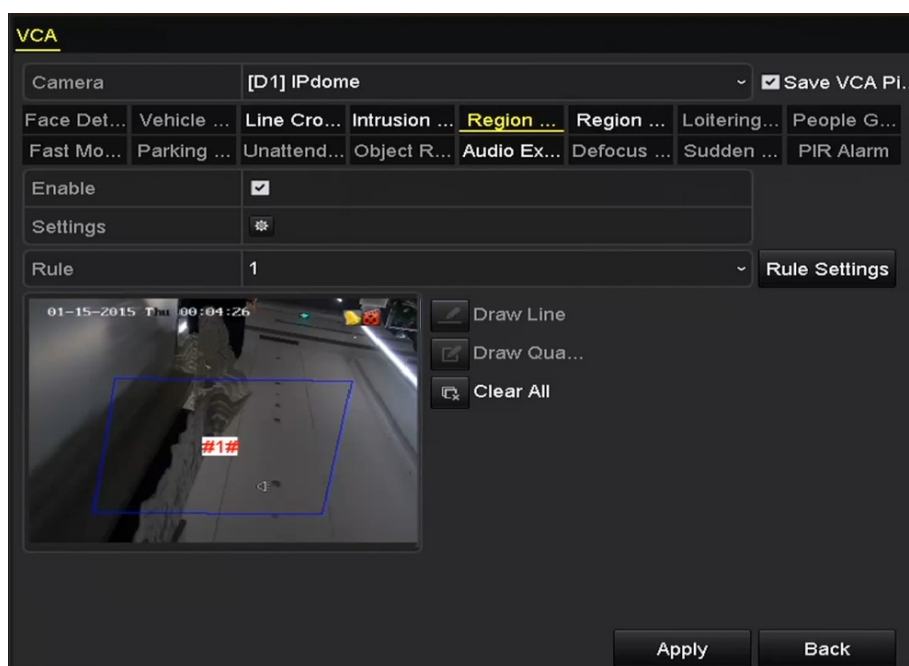 VCA
Camera [D1] IPdome Save VCA Pi..
Face Det... Vehicle ... Line Cro... Intrusion ... Region ... Region ... Loitering... People G...
Fast Mo... Parking ... Unattend... Object R... Audio Ex... Defocus ... Sudden ... PIR Alarm
Enable
Settings
Rule 1 Rule Settings
01-15-2015 Thu 00:04:26
Draw Line
Draw Qua...
Clear All
#1#
Apply Back